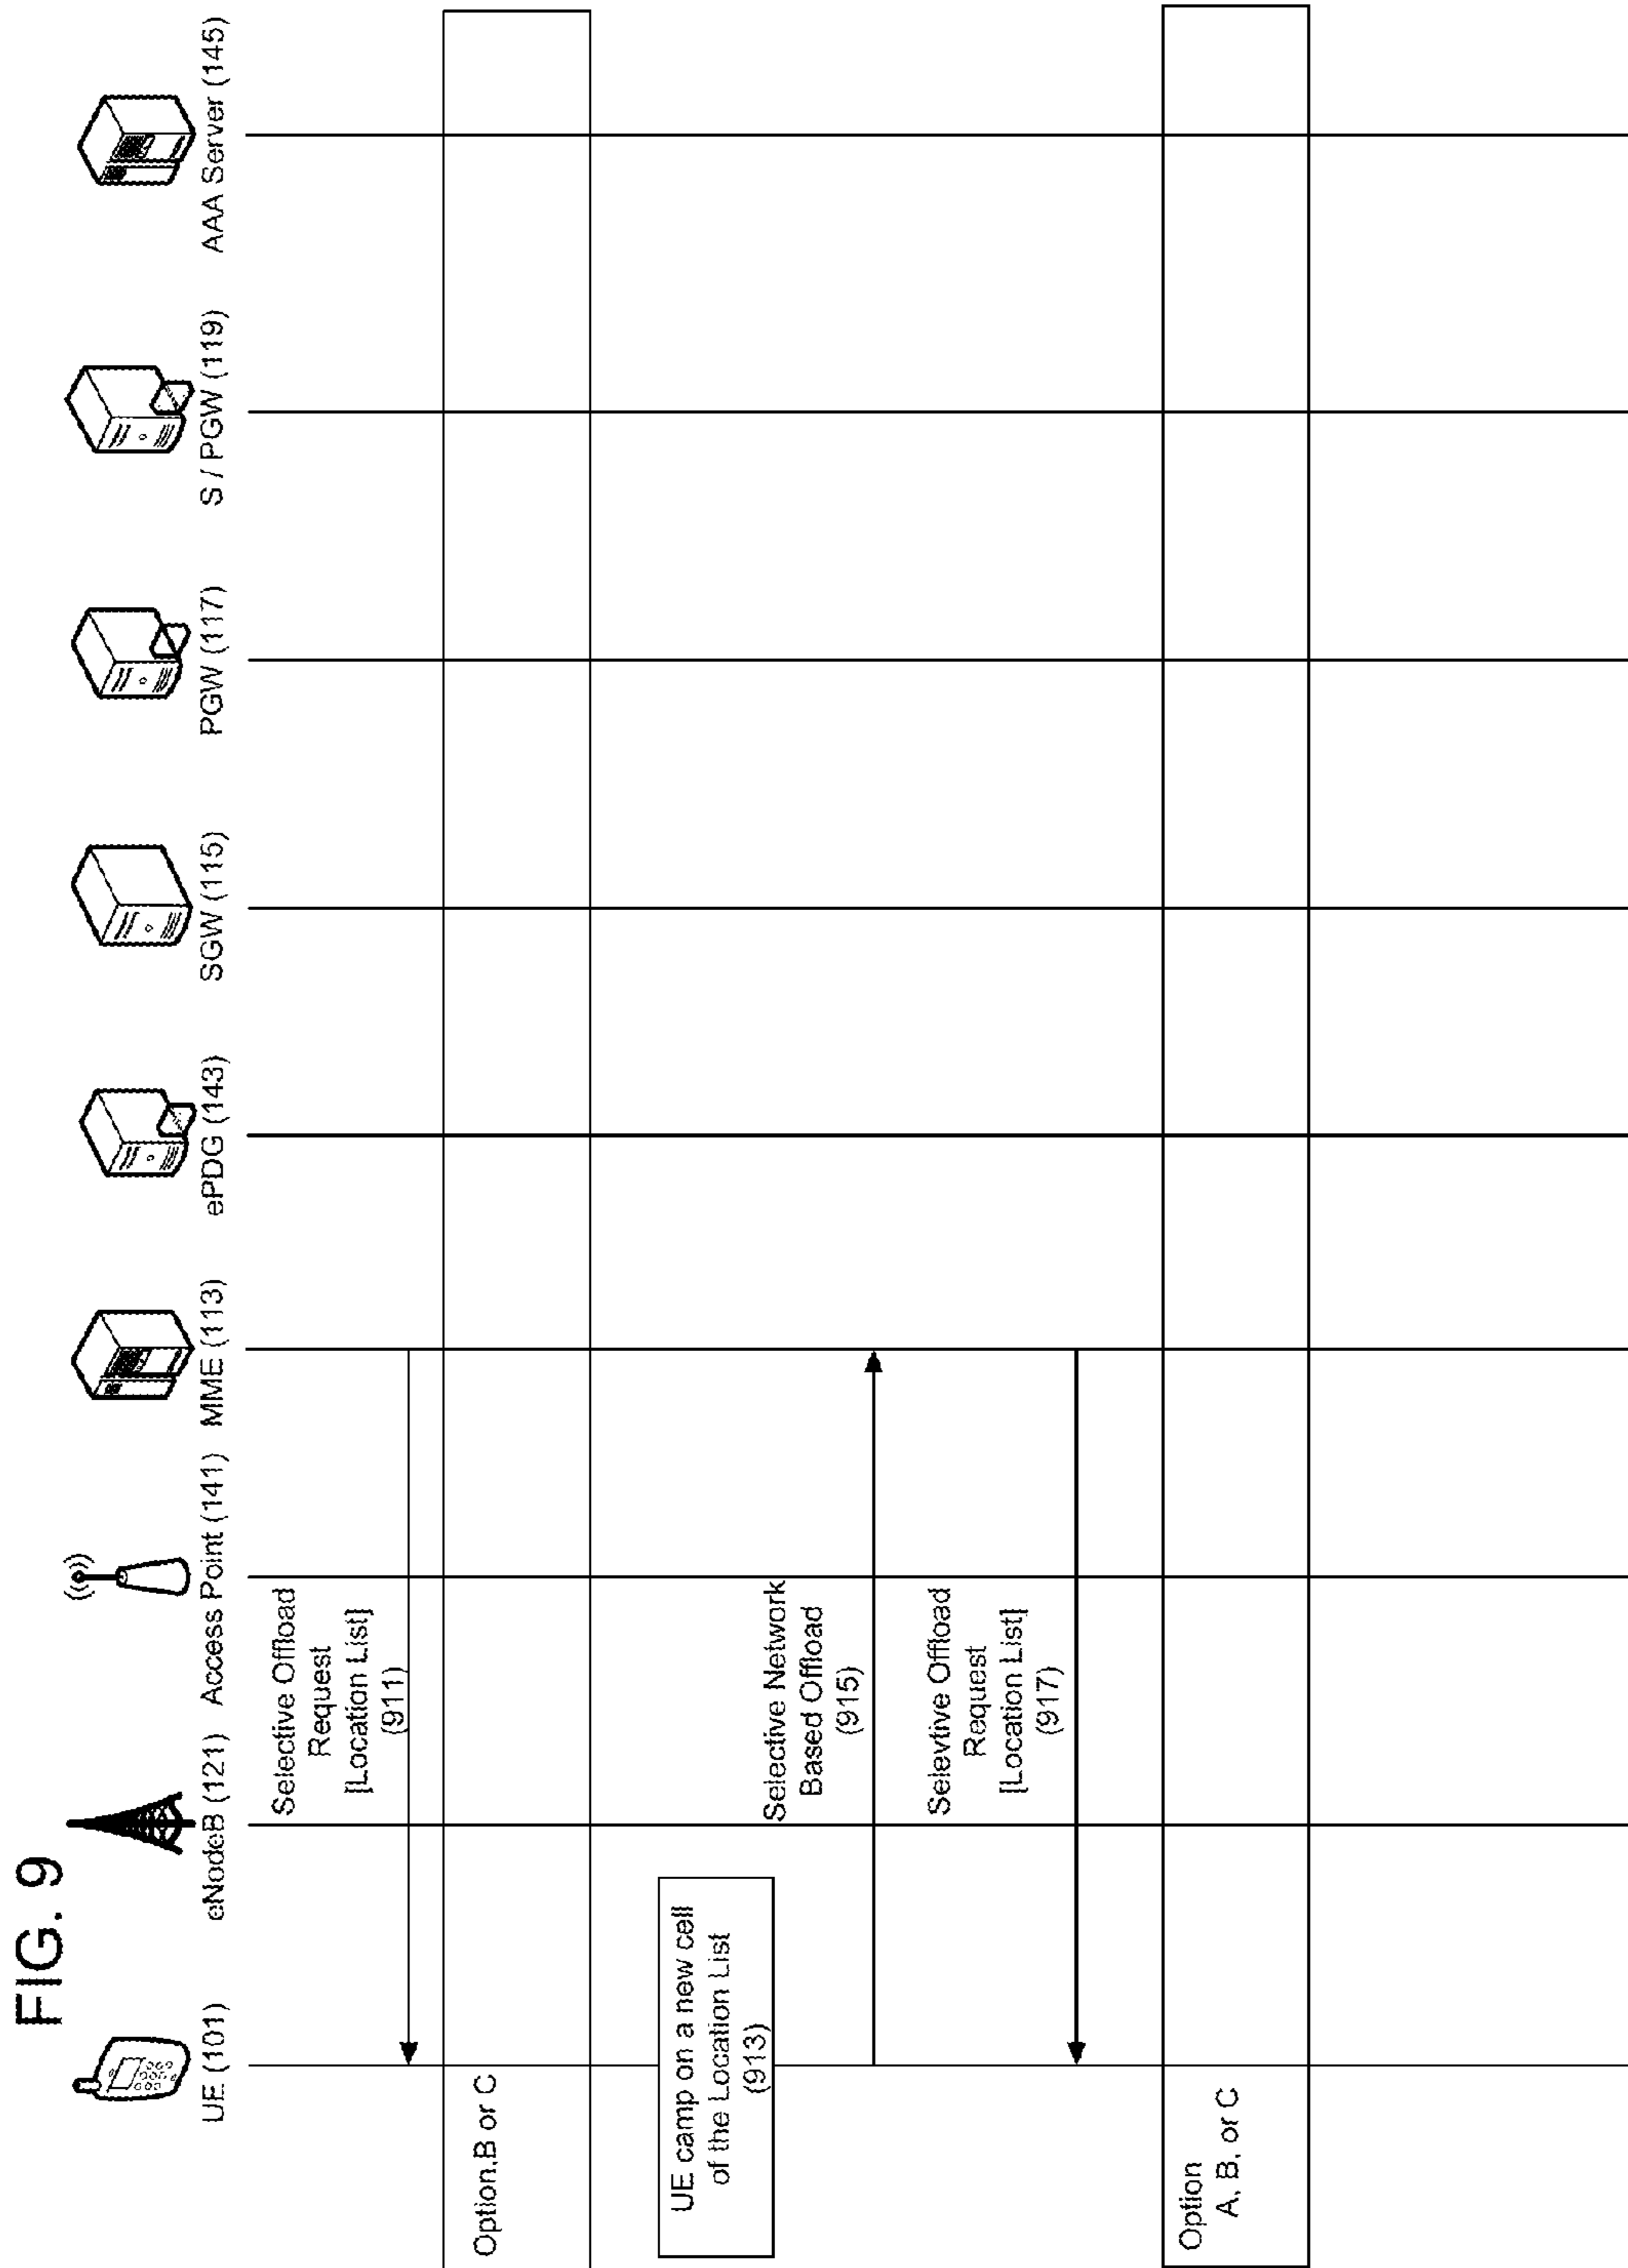 FIG. 9
UE (101)
eNodeB (121)
Access Point (141)
MME (113)
ePDG (143)
SGW (115)
PGW (117)
S / PGW (119)
AAA Server (145)
Selective Offload
Request
[Location List]
(911)
Option.B or C
UE camp on a new cell
of the Location List
(913)
Selective Network
Based Offload
(915)
Selevtive Offload
Request
[Location List]
(917)
Option
A, B, or C